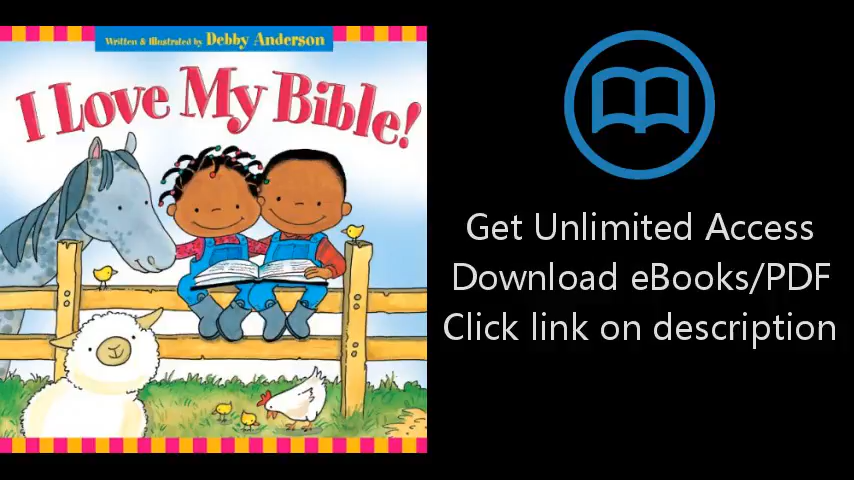 Written & Illustrated by Debby Anderson
I Love My Bible!
Get Unlimited Access
Download eBooks/PDF
Click link on description